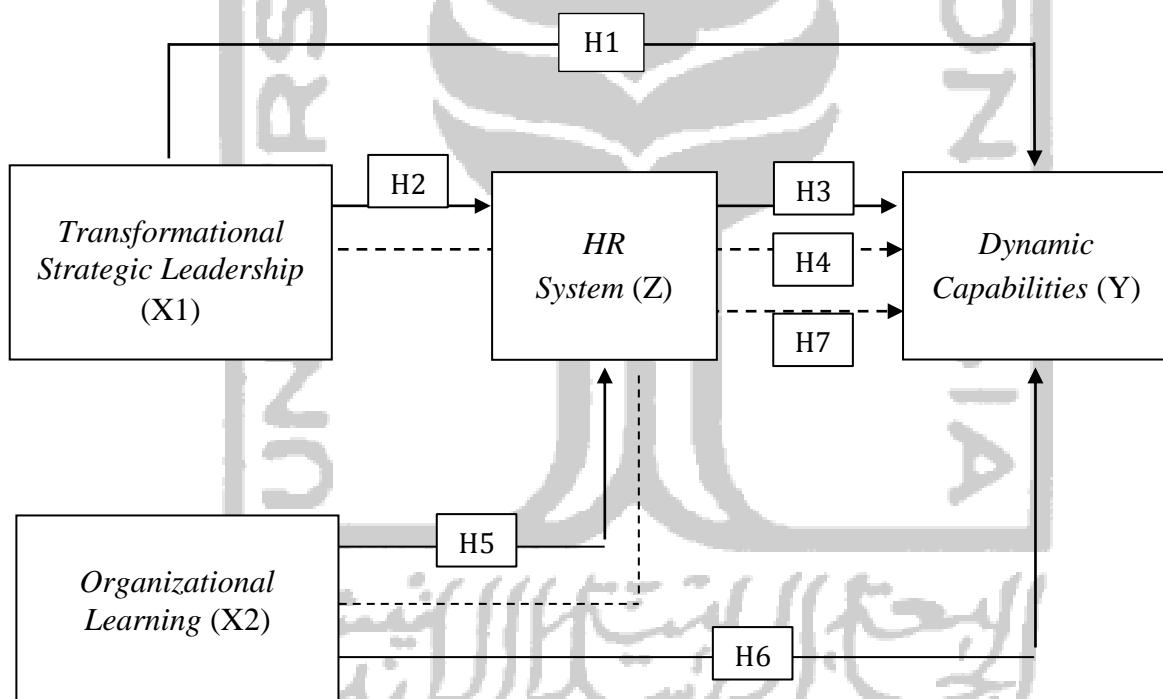 H1
H2
H3
Transformational
Strategic Leadership
(X1)
HR
System (Z)
Dynamic
Capabilities (Y)
H4
H7
H5
Organizational
Learning (X2)
H6